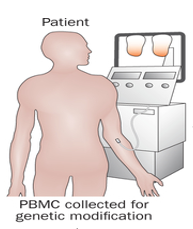 Patient
PBMC collected for
genetic modification